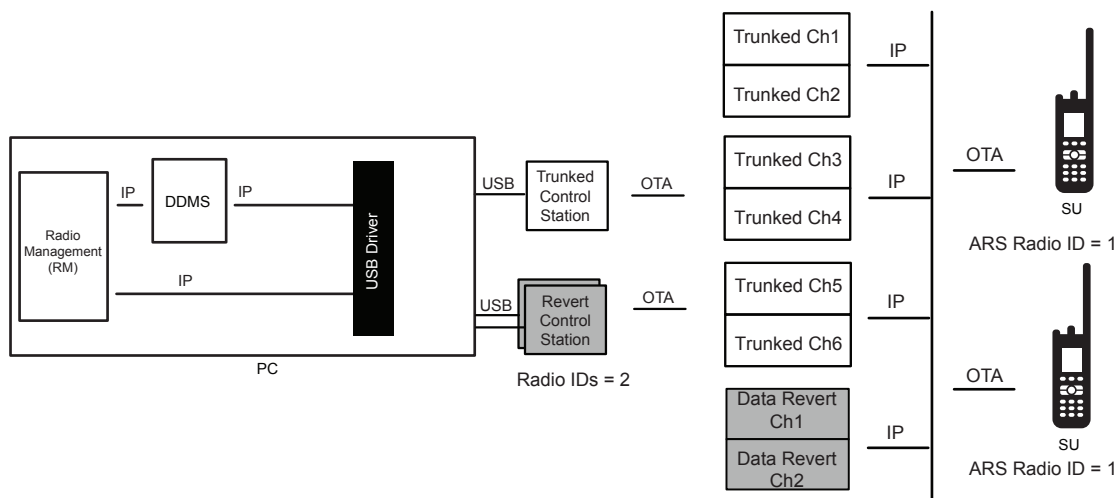 Radio
Management
(RM)
IP
DDMS
IP
IP
USB Driver
PC
USB
Trunked
Control
Station
USB
Revert
Control
Station
Radio IDs = 2
OTA
OTA
Trunked Ch1
Trunked Ch2
Trunked Ch3
Trunked Ch4
Trunked Ch5
Trunked Ch6
Data Revert
Ch1
Data Revert
Ch2
IP
IP
IP
IP
OTA
SU
ARS Radio ID = 1
OTA
SU
ARS Radio ID = 1